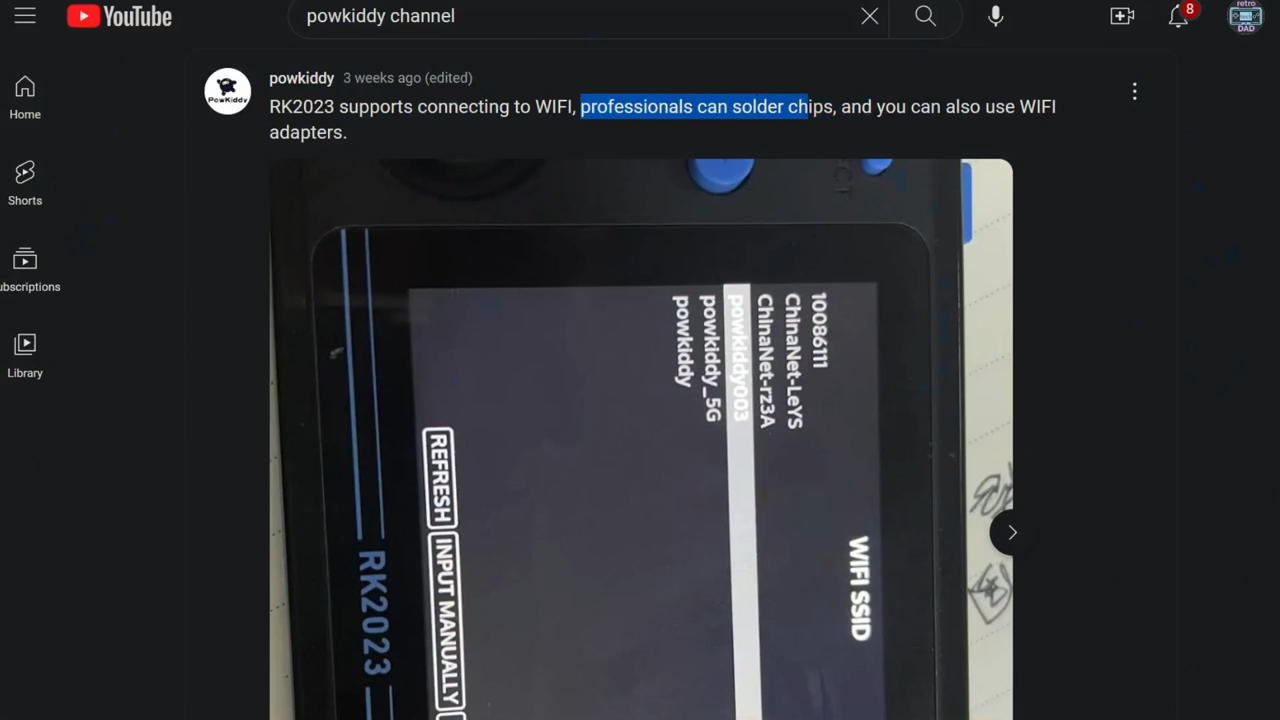 YouTube
powkiddy channel
8
retro
DAD
Home
Shorts
ubscriptions
Library
PowKiddy
powkiddy 3 weeks ago (edited)
RK2023 supports connecting to WIFI, professionals can solder chips, and you can also use WIFI
adapters.
ECT
WIFI SSID
10086111
ChinaNet-LeYS
ChinaNet-rz3A
powkiddy003
powkiddy_5G
powkiddy
REFRESH
INPUT MANUALLY
RK2023